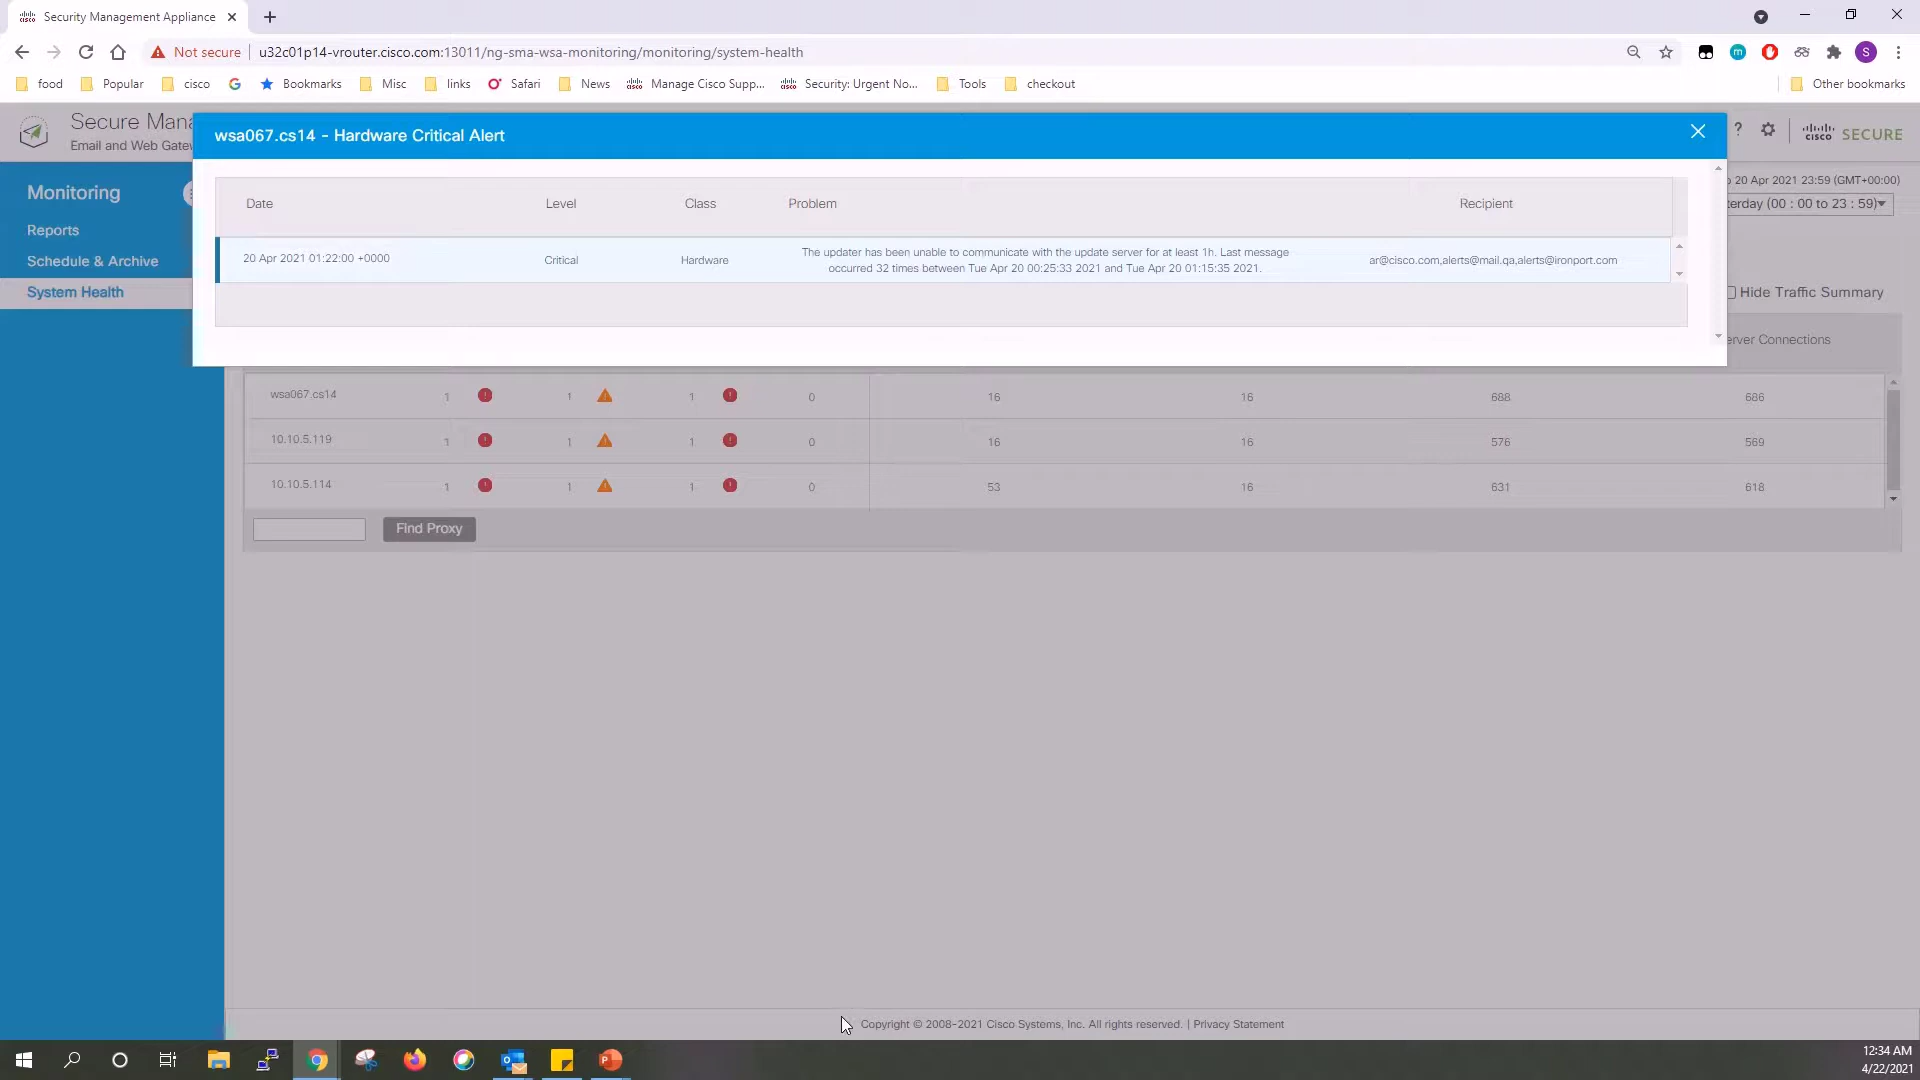 Security Management Appliance
Not secure
u32c01p14-vrouter.cisco.com:13011/ng-sma-wsa-monitoring/monitoring/system-health
S
food
Popular
cisco
Bookmarks
Misc
links
Safari
News
Manage Cisco Supp...
Security: Urgent No...
Tools
checkout
Other bookmarks
Secure Mana
Email and Web Gatew
wsa067.cs14 - Hardware Critical Alert
?
cisco SECURE
20 Apr 2021 23:59 (GMT+00:00)
terday (00 : 00 to 23 : 59)
Monitoring
Reports
Schedule & Archive
System Health
Date Level Class Problem Recipient
20 Apr 2021 01:22:00 +0000 Critical Hardware
The updater has been unable to communicate with the update server for at least 1h. Last message
occurred 32 times between Tue Apr 20 00:25:33 2021 and Tue Apr 20 01:15:35 2021.
ar@cisco.com,alerts@mail.qa,alerts@ironport.com
Hide Traffic Summary
erver Connections
wsa067.cs14 1 1 1 0 16 16 688 686
10.10.5.119 1 1 1 0 16 16 576 569
10.10.5.114 1 1 1 0 53 16 631 618
Find Proxy
Copyright © 2008-2021 Cisco Systems, Inc. All rights reserved. | Privacy Statement
12:34 AM
4/22/2021